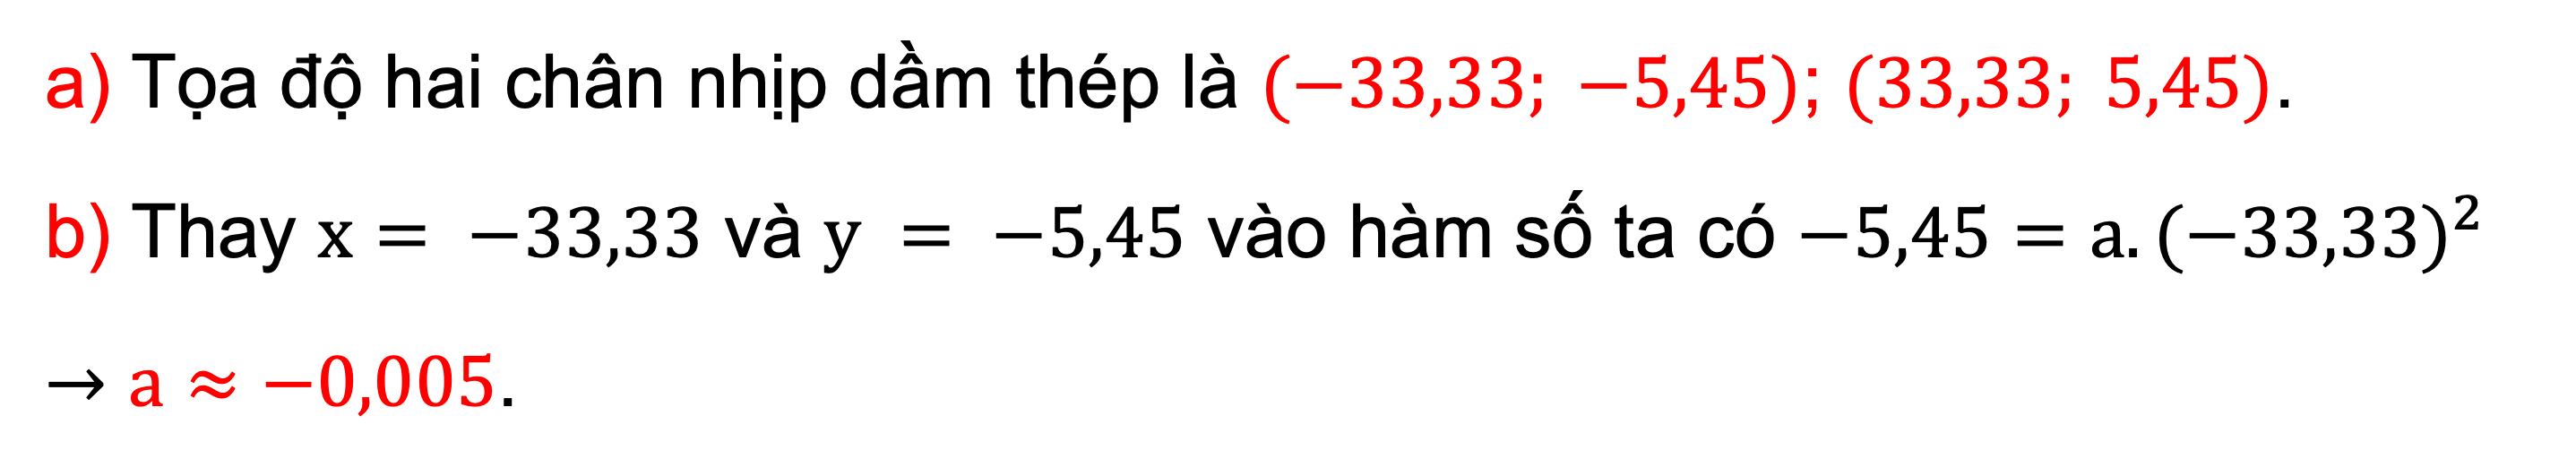 a) Tọa độ hai chân nhịp dầm thép là (−33,33; −5,45); (33,33; 5,45).
b) Thay x = −33,33 và y = −5,45 vào hàm số ta có −5,45 = a. (−33,33)²
→ a ≈ −0,005.